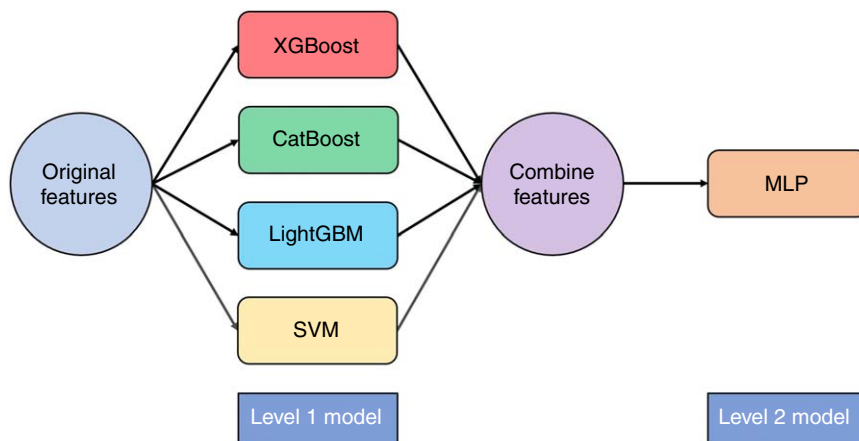 XGBoost
CatBoost
Original
features
Combine
features
MLP
LightGBM
SVM
Level 1 model
Level 2 model